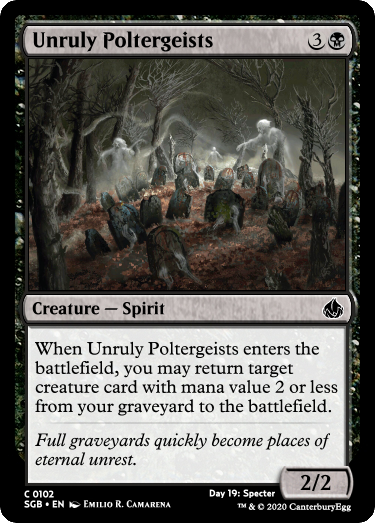 Unruly Poltergeists 3
Creature — Spirit
When Unruly Poltergeists enters the
battlefield, you may return target
creature card with mana value 2 or less
from your graveyard to the battlefield.
Full graveyards quickly become places of
eternal unrest.
2/2
C 0102
Day 19: Specter
SGB • EN EMILIO R. CAMARENA
™ & © 2020 CanterburyEgg